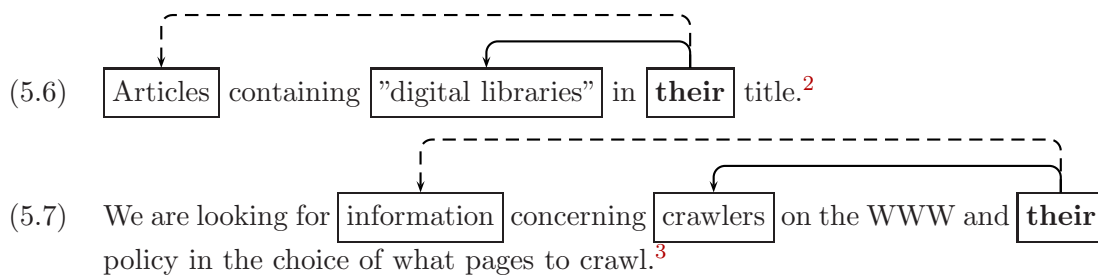 (5.6) Articles containing ”digital libraries” in their title.2
(5.7) We are looking for information concerning crawlers on the WWW and their
policy in the choice of what pages to crawl.3